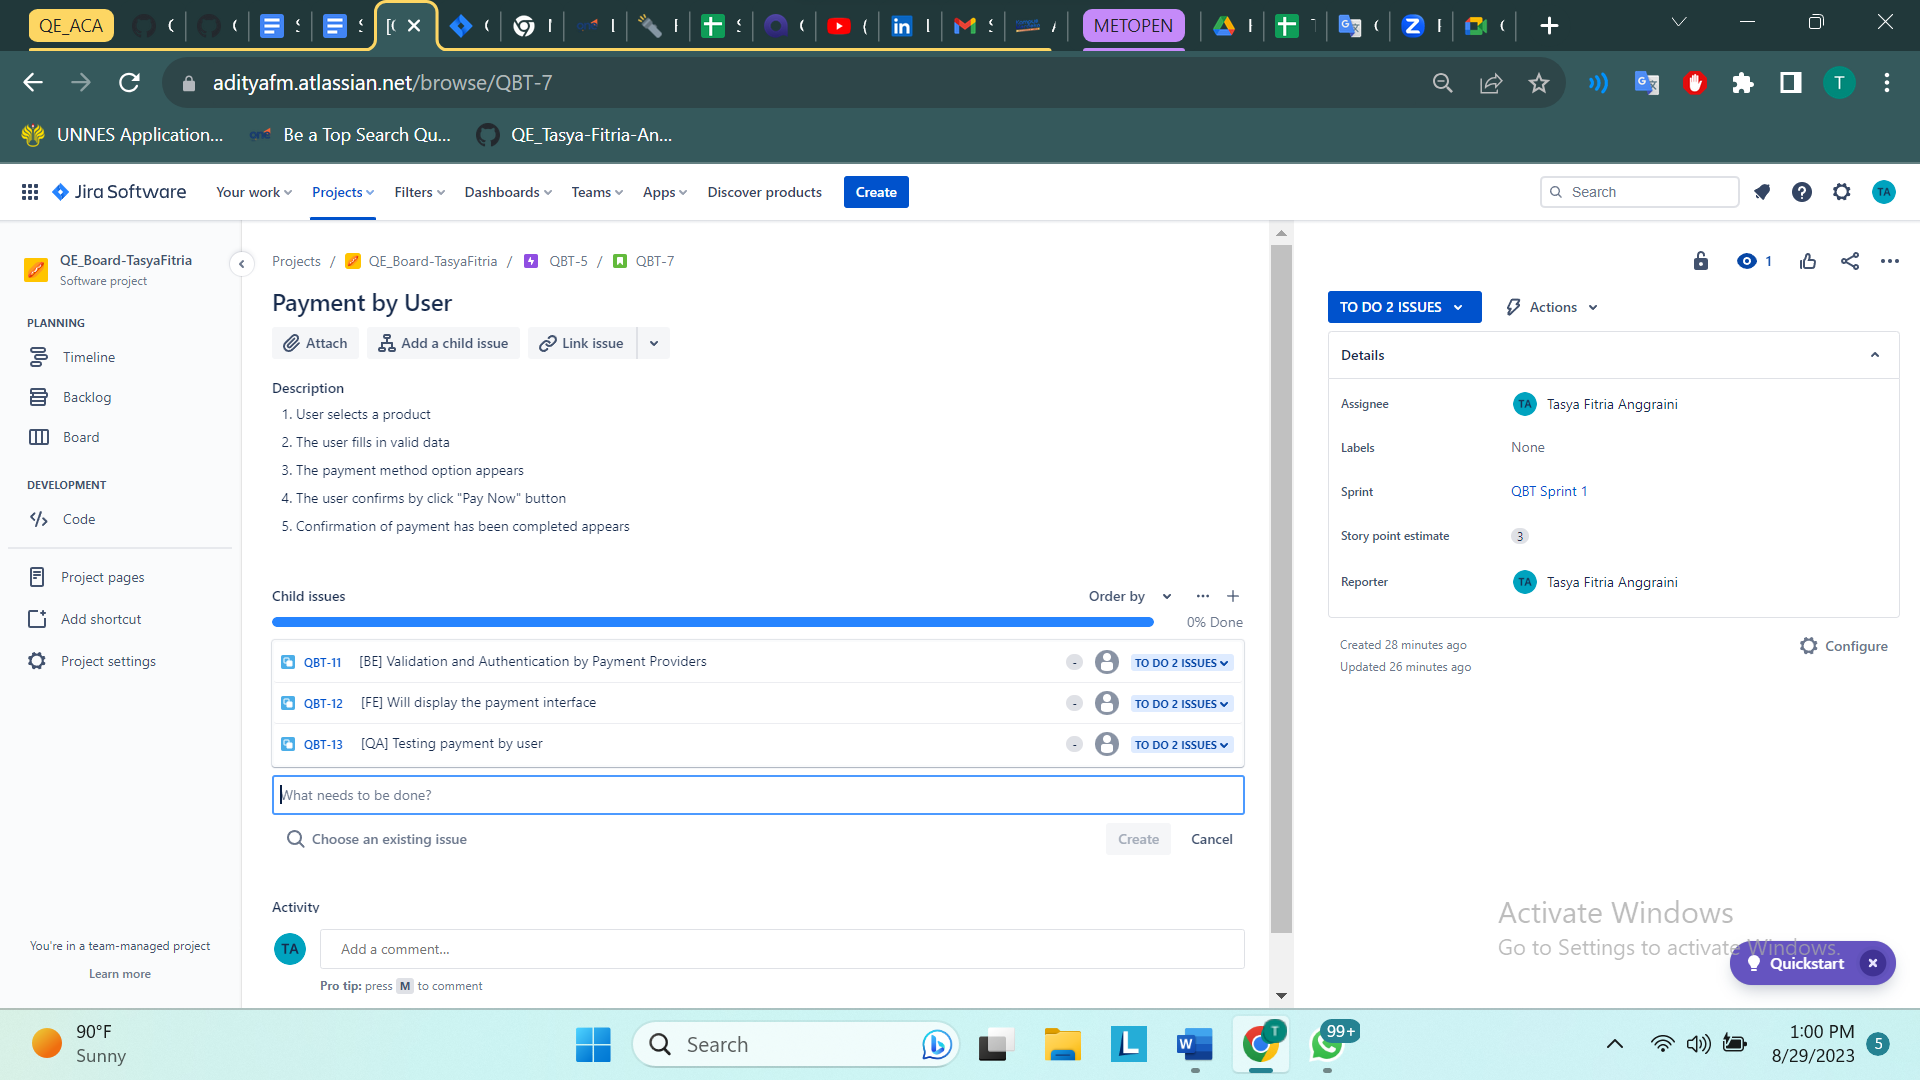 QE_ACA
METOPEN
adityafm.atlassian.net/browse/QBT-7
T
UNNES Application...
one
Be a Top Search Qu...
QE_Tasya-Fitria-An...
Jira Software
Your work
Projects
Filters
Dashboards
Teams
Apps
Discover products
Create
Search
TA
QE_Board-TasyaFitria
Software project
PLANNING
Timeline
Backlog
Board
DEVELOPMENT
Code
Project pages
Add shortcut
Project settings
You're in a team-managed project
Learn more
Projects / QE_Board-TasyaFitria / QBT-5 / QBT-7
Payment by User
Attach
Add a child issue
Link issue
Description
1. User selects a product
2. The user fills in valid data
3. The payment method option appears
4. The user confirms by click "Pay Now" button
5. Confirmation of payment has been completed appears
Child issues
Order by
0% Done
QBT-11 [BE] Validation and Authentication by Payment Providers - TO DO 2 ISSUES
QBT-12 [FE] Will display the payment interface - TO DO 2 ISSUES
QBT-13 [QA] Testing payment by user - TO DO 2 ISSUES
What needs to be done?
Choose an existing issue
Create
Cancel
Activity
TA
Add a comment...
Pro tip: press M to comment
1
TO DO 2 ISSUES
Actions
Details
Assignee
TA Tasya Fitria Anggraini
Labels
None
Sprint
QBT Sprint 1
Story point estimate
3
Reporter
TA Tasya Fitria Anggraini
Created 28 minutes ago
Updated 26 minutes ago
Configure
Activate Windows
Go to Settings to activate Windows.
Quickstart
90°F
Sunny
Search
L
W
T
99+
1:00 PM
8/29/2023
5